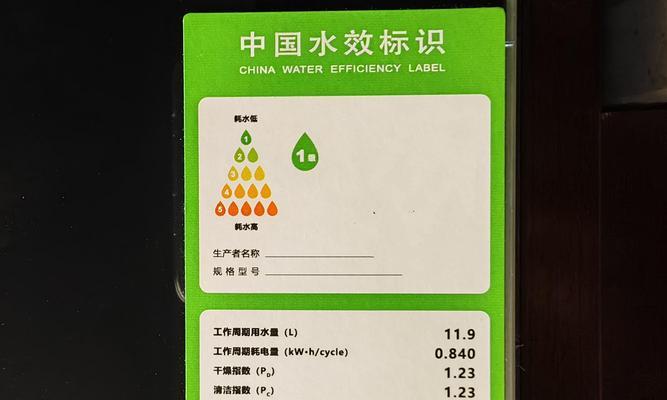 中国水效标识
CHINA WATER EFFICIENCY LABEL
耗水低
1
2
3
4
5
1级
耗水高
生产者名称
规格型号
工作周期用水量（L） 11.9
工作周期耗电量（kW·h/cycle） 0.840
干燥指数（PD） 1.23
清洁指数（PC） 1.23